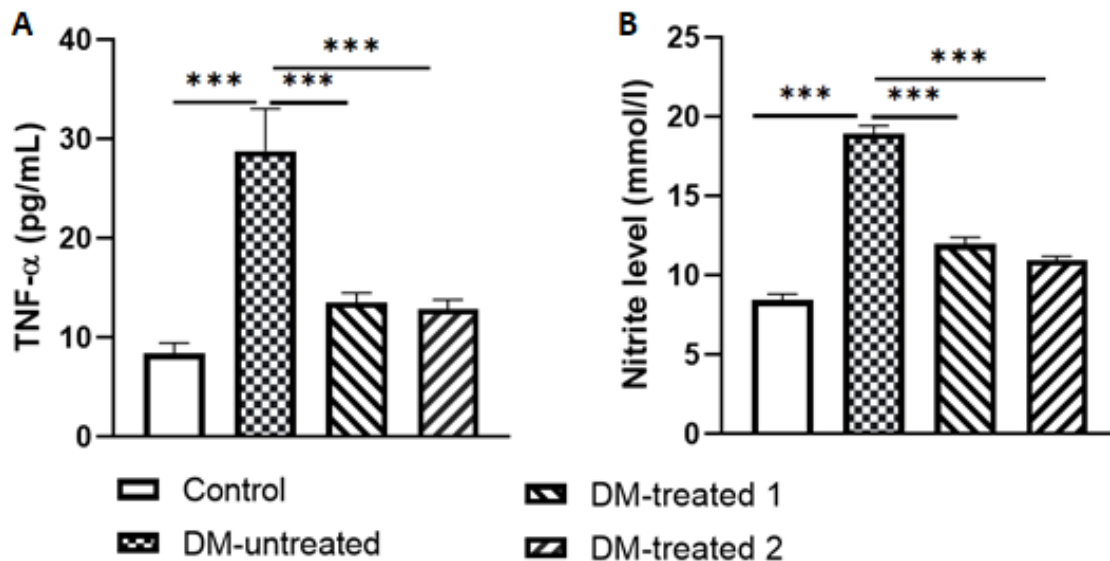 A
TNF-α (pg/mL)
40
30
20
10
0
***
***
***
B
Nitrite level (mmol/l)
25
20
15
10
5
0
***
***
***
Control
DM-untreated
DM-treated 1
DM-treated 2